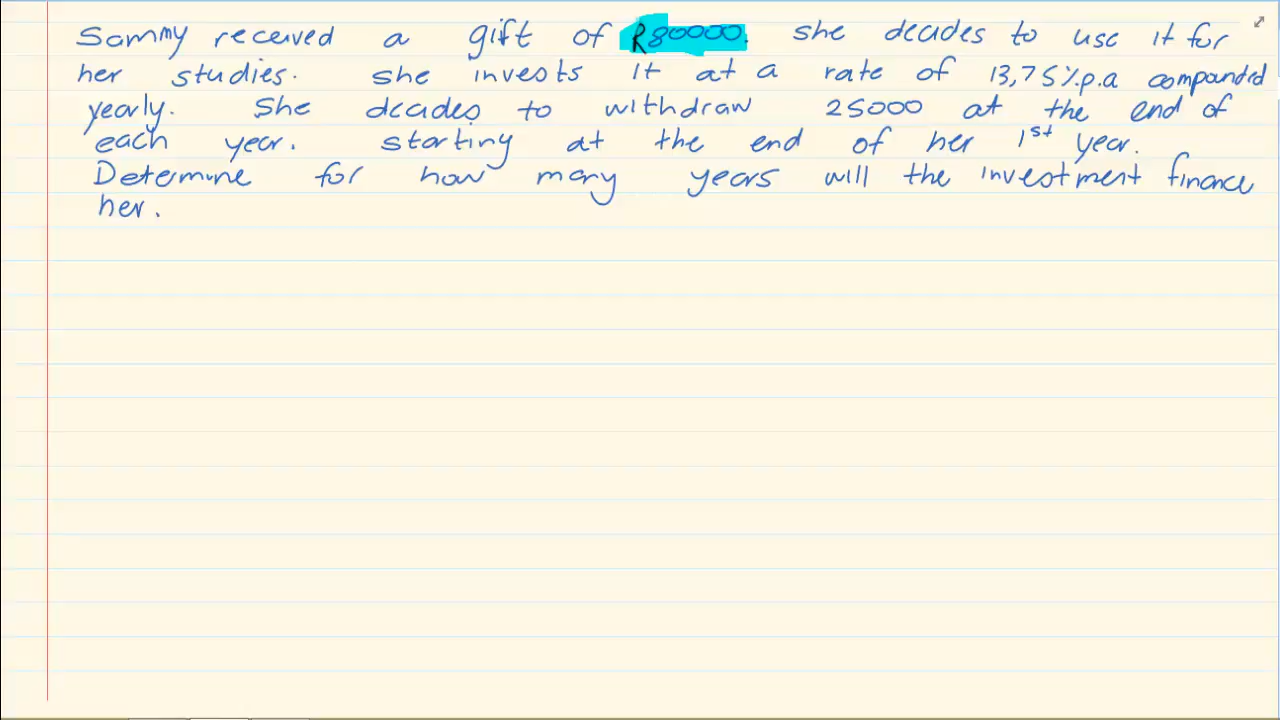 Sammy received a gift of R80000. she decides to use it for
her studies. she invests it at a rate of 13,75%.p.a compounded
yearly. She decides to withdraw 25000 at the end of
each year. starting at the end of her 1st year.
Determine for how many years will the investment finance
her.